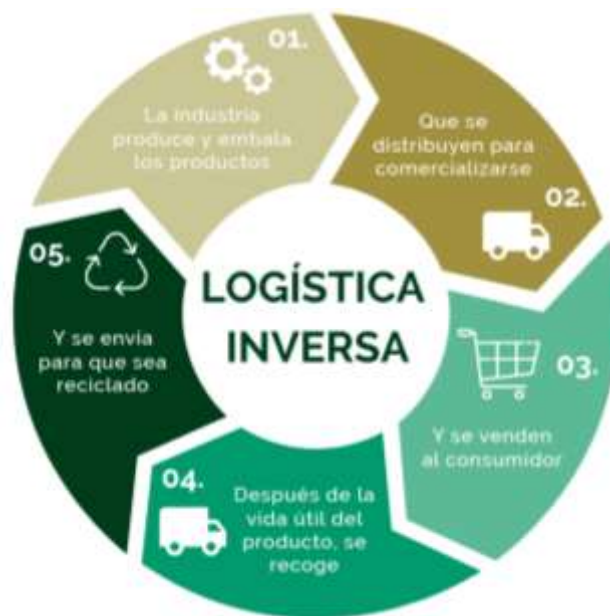 01.
La industria
produce y embala
los productos
Que se
distribuyen para
comercializarse
02.
03.
Y se venden
al consumidor
04.
Después de la
vida útil del
producto, se
recoge
05.
Y se envía
para que sea
reciclado
LOGÍSTICA
INVERSA